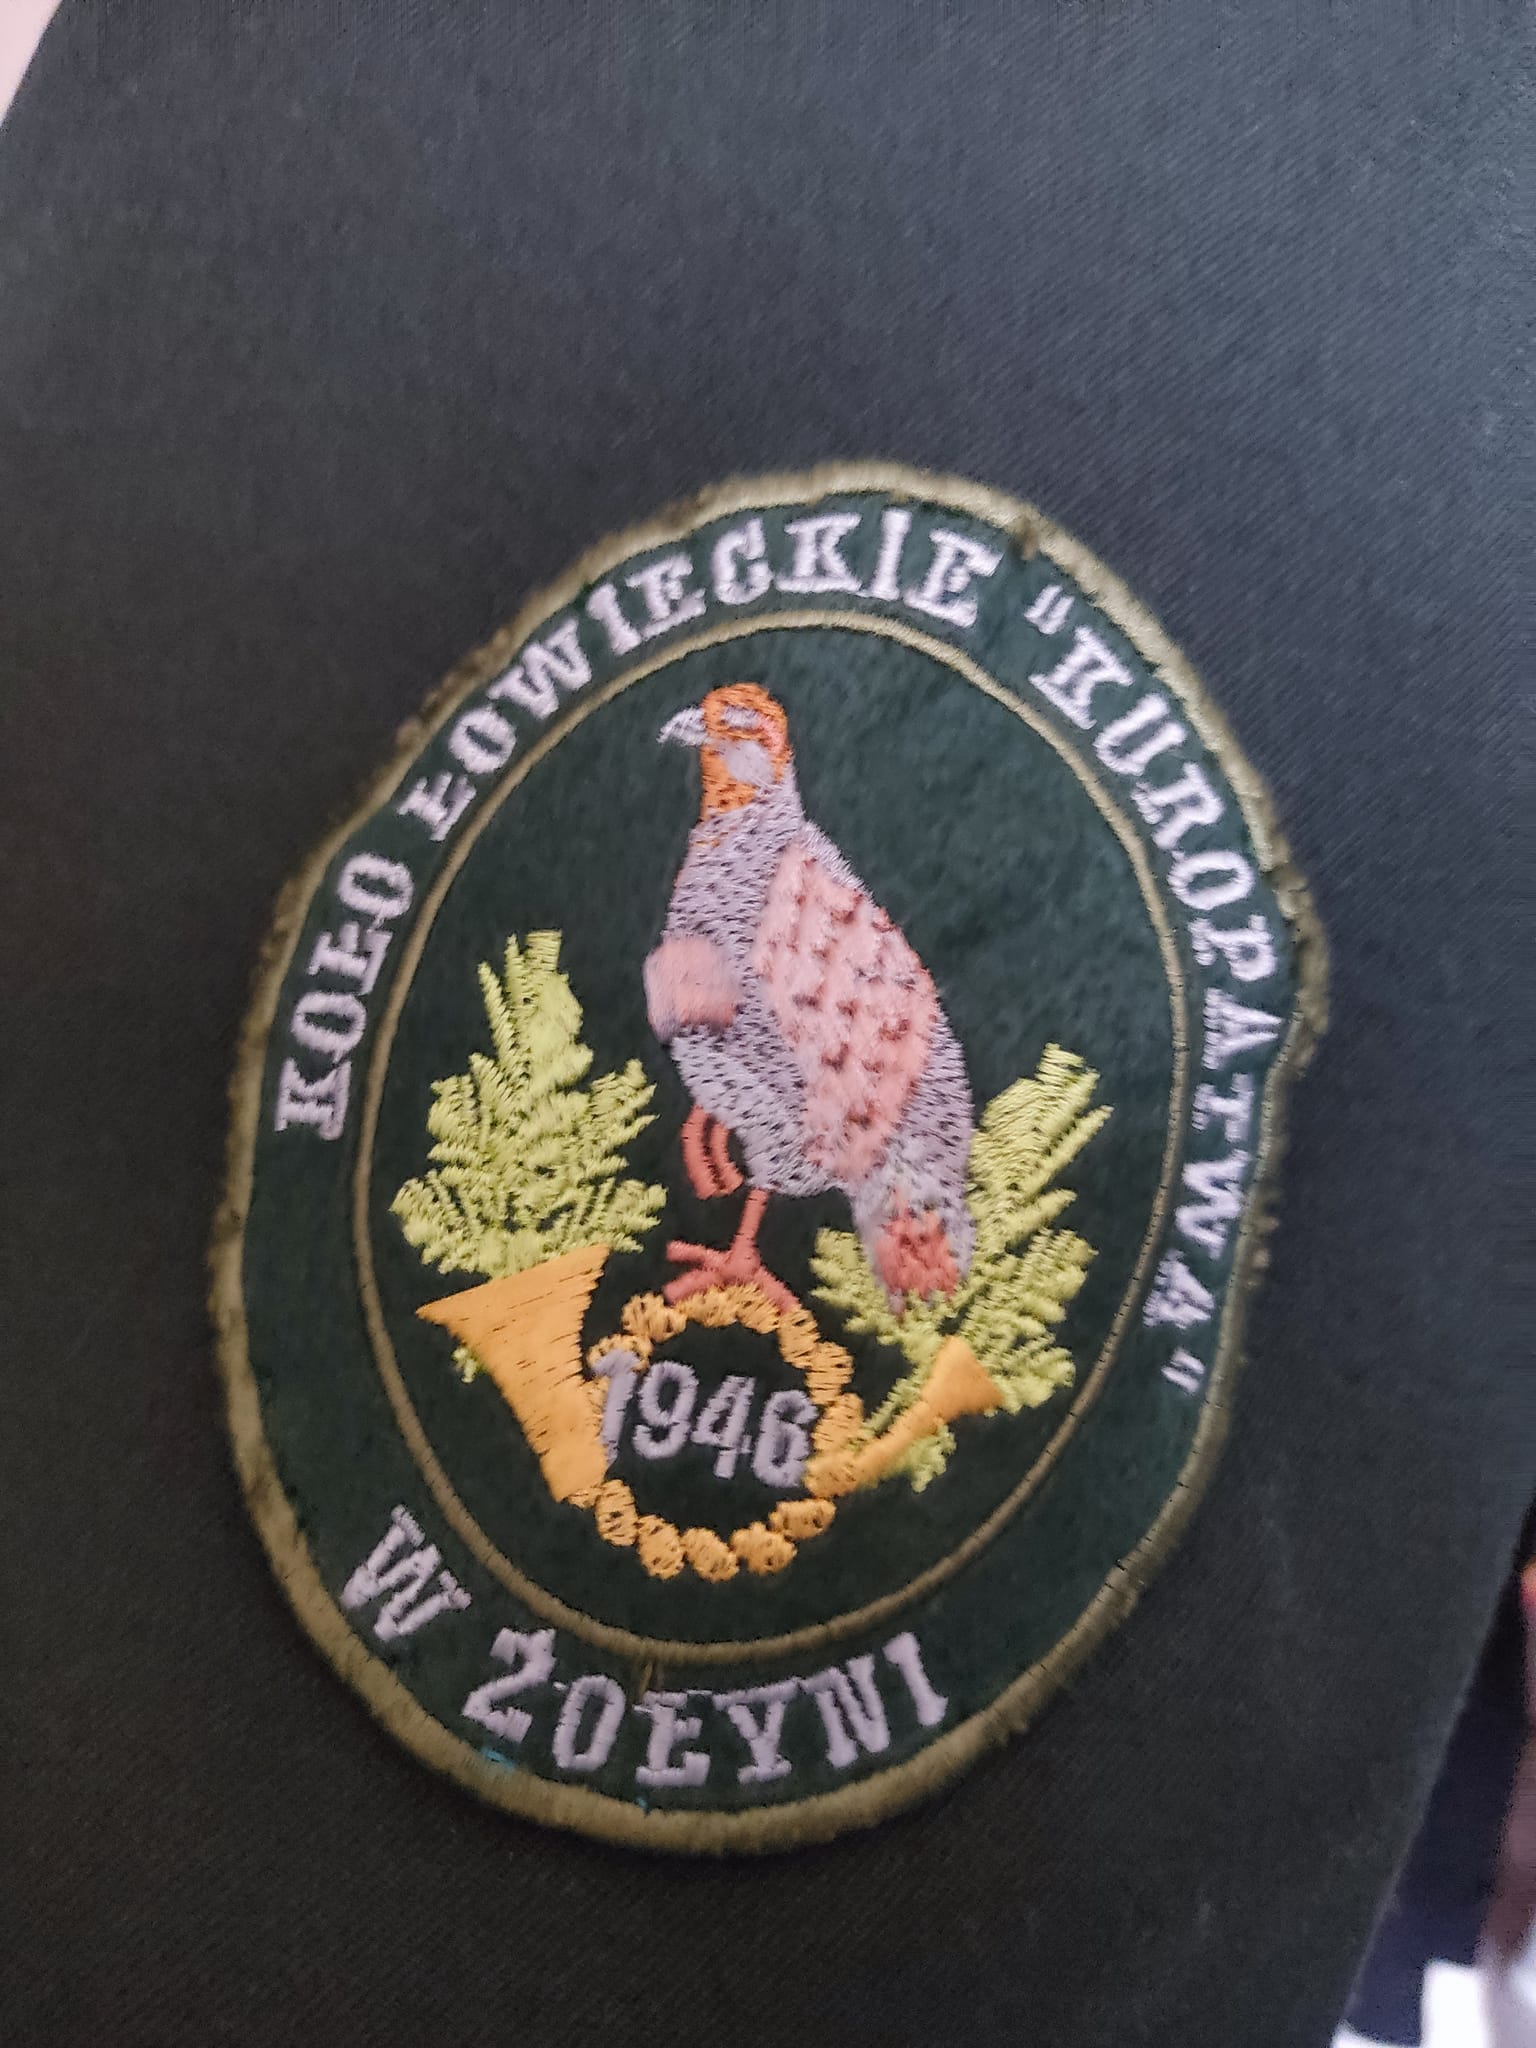 KOŁO ŁOWIECKIE "KUROPATWA"
1946
W ŻOŁYNI